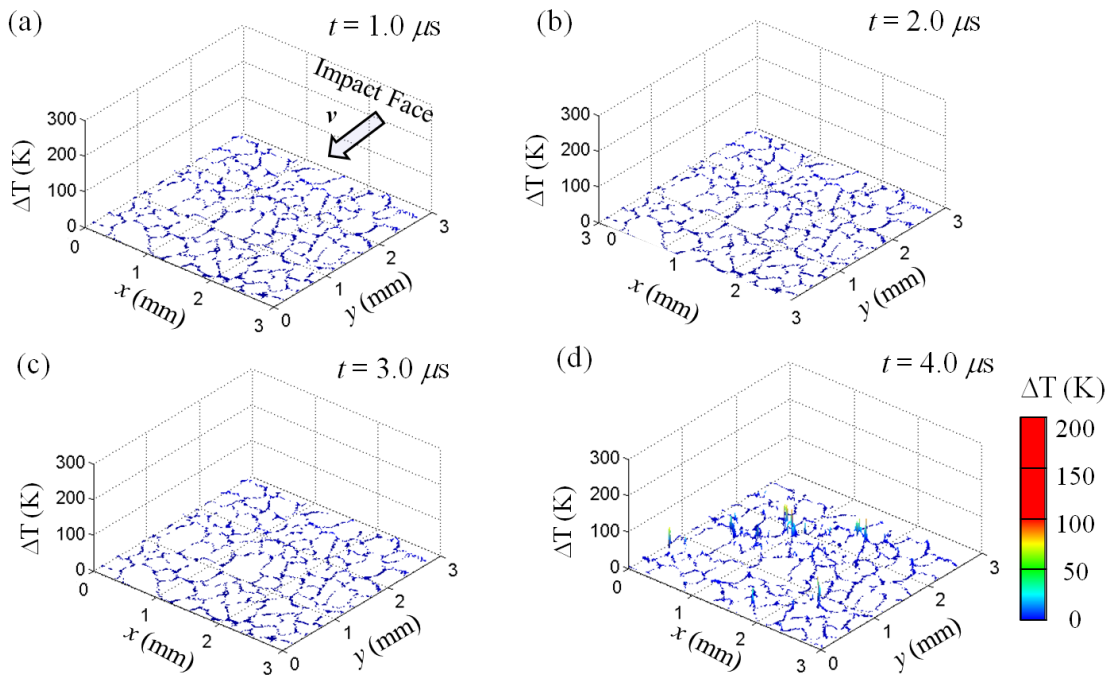 (a)
t = 1.0 μs
Impact Face
v
300
200
100
0
ΔT (K)
0
1
2
3
x (mm)
0
1
2
3
y (mm)
(b)
t = 2.0 μs
300
200
100
0
ΔT (K)
3 0
1
2
3
x (mm)
1
2
3
y (mm)
(c)
t = 3.0 μs
300
200
100
0
ΔT (K)
0
1
2
3
x (mm)
0
1
2
3
y (mm)
(d)
t = 4.0 μs
300
200
100
0
ΔT (K)
0
1
2
3
x (mm)
0
1
2
3
y (mm)
ΔT (K)
200
150
100
50
0